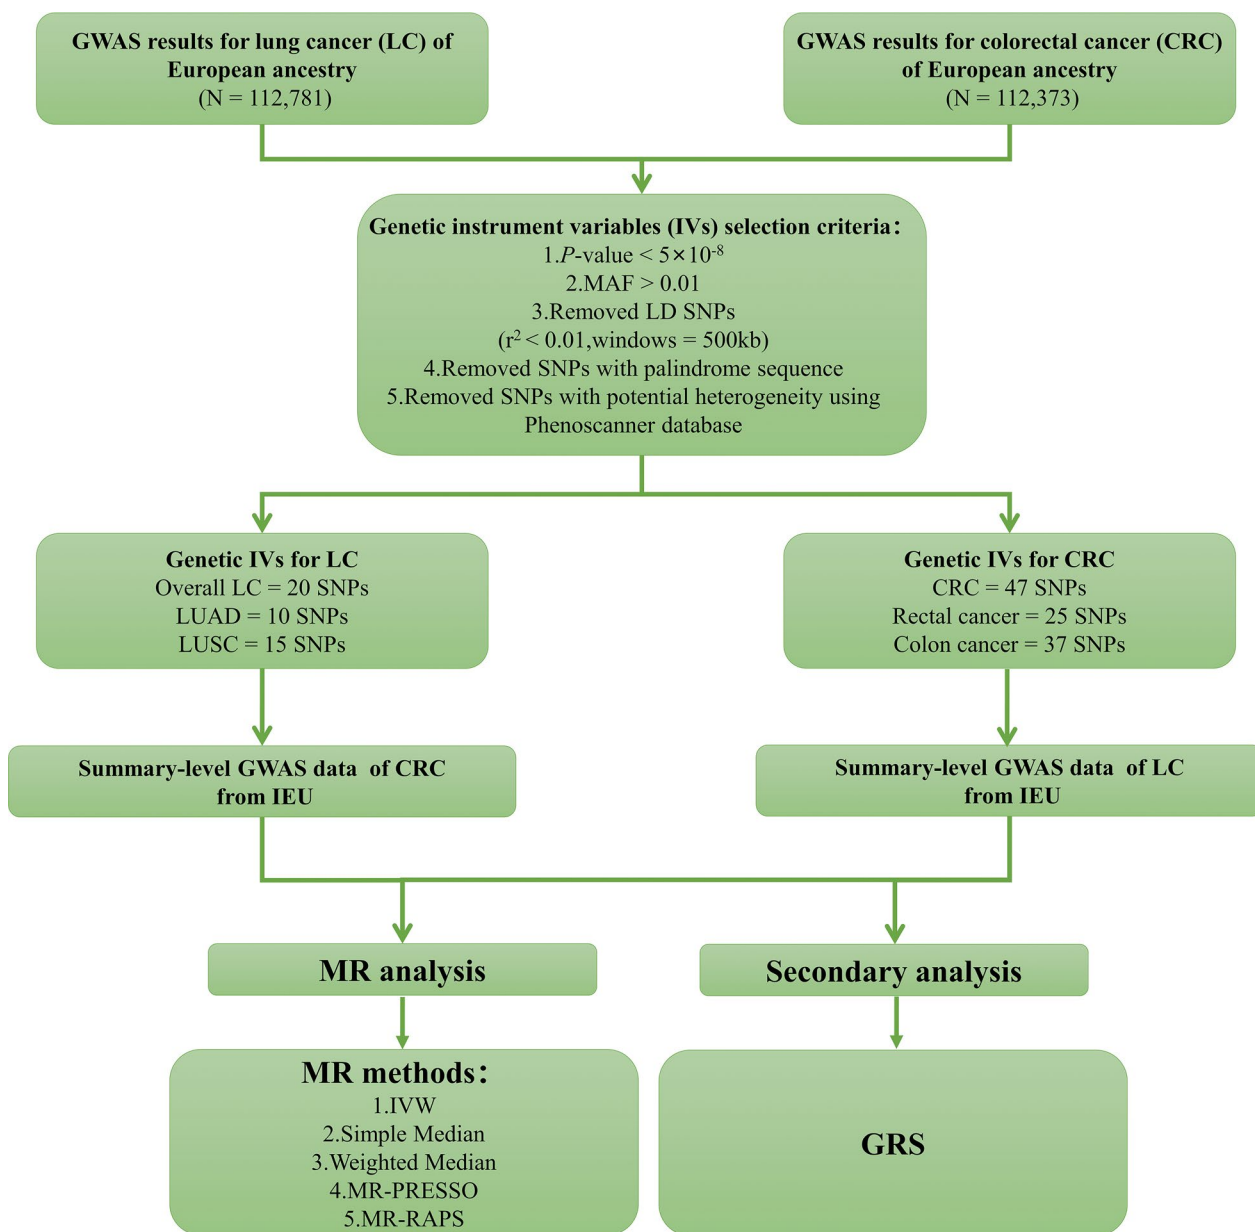 GWAS results for lung cancer (LC) of
European ancestry
(N = 112,781)
GWAS results for colorectal cancer (CRC)
of European ancestry
(N = 112,373)
Genetic instrument variables (IVs) selection criteria：
1.P-value < 5×10⁻⁸
2.MAF > 0.01
3.Removed LD SNPs
(r² < 0.01,windows = 500kb)
4.Removed SNPs with palindrome sequence
5.Removed SNPs with potential heterogeneity using
Phenoscanner database
Genetic IVs for LC
Overall LC = 20 SNPs
LUAD = 10 SNPs
LUSC = 15 SNPs
Genetic IVs for CRC
CRC = 47 SNPs
Rectal cancer = 25 SNPs
Colon cancer = 37 SNPs
Summary-level GWAS data of CRC
from IEU
Summary-level GWAS data of LC
from IEU
MR analysis
Secondary analysis
MR methods：
1.IVW
2.Simple Median
3.Weighted Median
4.MR-PRESSO
5.MR-RAPS
GRS